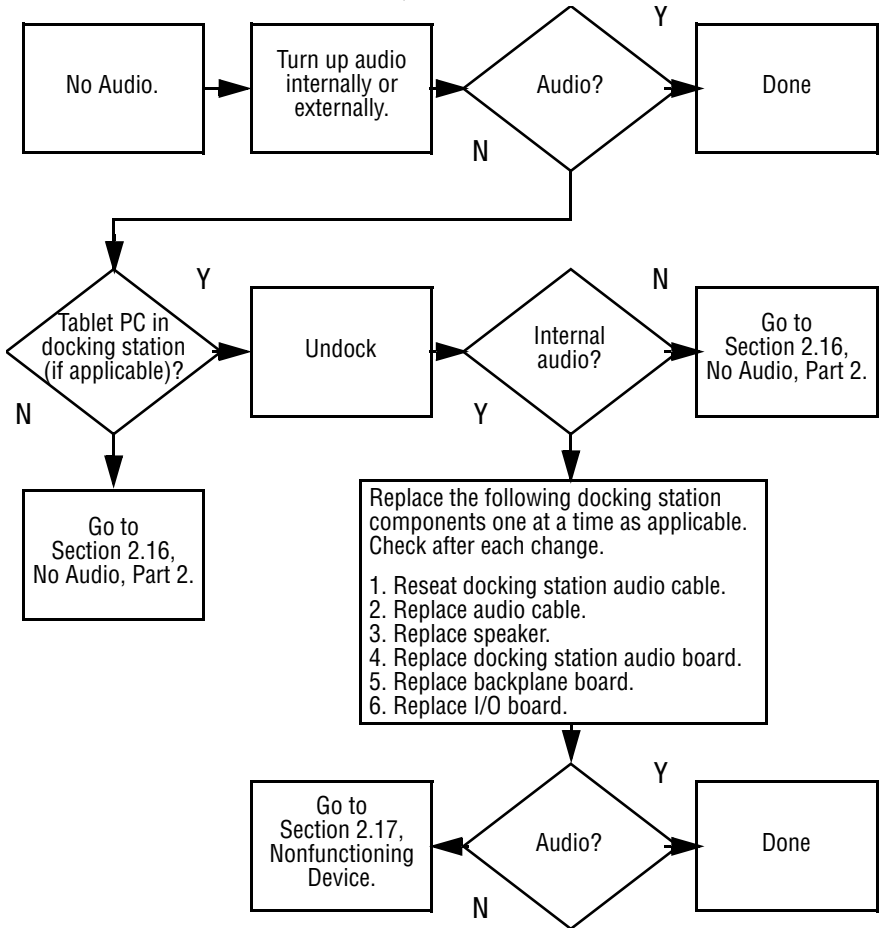 No Audio.
Turn up audio
internally or
externally.
Audio?
Y
Done
N
Tablet PC in
docking station
(if applicable)?
Y
Undock
Internal
audio?
N
Go to
Section 2.16,
No Audio, Part 2.
N
Y
Go to
Section 2.16,
No Audio, Part 2.
Replace the following docking station
components one at a time as applicable.
Check after each change.
1. Reseat docking station audio cable.
2. Replace audio cable.
3. Replace speaker.
4. Replace docking station audio board.
5. Replace backplane board.
6. Replace I/O board.
Go to
Section 2.17,
Nonfunctioning
Device.
Audio?
Y
Done
N